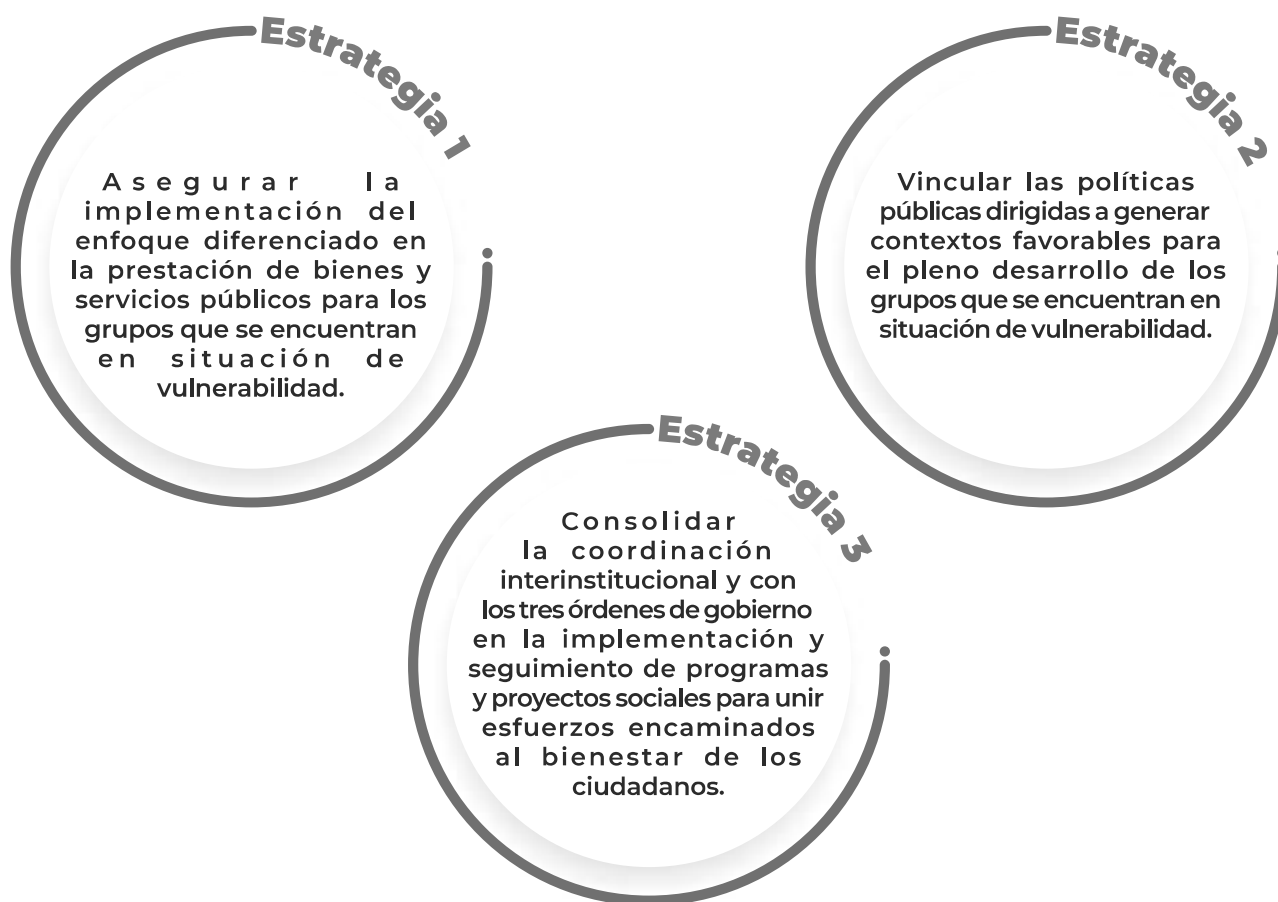 Estrategia 1
Asegurar la
implementación del
enfoque diferenciado en
la prestación de bienes y
servicios públicos para los
grupos que se encuentran
en situación de
vulnerabilidad.
Estrategia 2
Vincular las políticas
públicas dirigidas a generar
contextos favorables para
el pleno desarrollo de los
grupos que se encuentran en
situación de vulnerabilidad.
Estrategia 3
Consolidar
la coordinación
interinstitucional y con
los tres órdenes de gobierno
en la implementación y
seguimiento de programas
y proyectos sociales para unir
esfuerzos encaminados
al bienestar de los
ciudadanos.